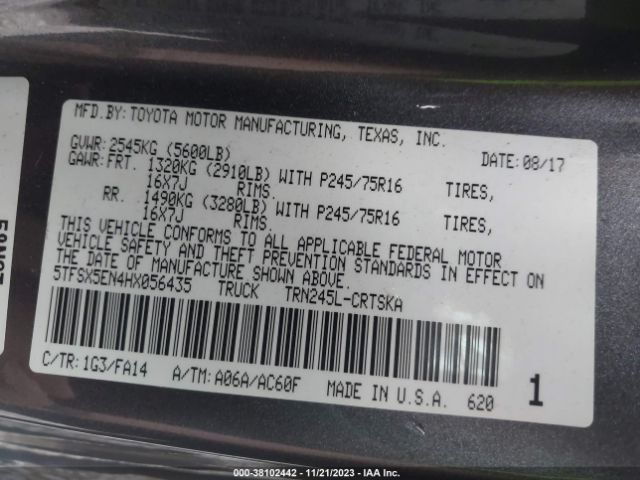 MFD.BY: TOYOTA MOTOR MANUFACTURING, TEXAS, INC.
GVWR: 2545KG (5600LB) DATE: 08/17
GAWR: FRT. 1320KG (2910LB) WITH P245/75R16 TIRES,
16X7J RIMS.
RR. 1490KG (3280LB) WITH P245/75R16 TIRES,
16X7J RIMS.
THIS VEHICLE CONFORMS TO ALL APPLICABLE FEDERAL MOTOR
VEHICLE SAFETY AND THEFT PREVENTION STANDARDS IN EFFECT ON
THE DATE OF MANUFACTURE SHOWN ABOVE.
5TFSX5EN4HX056435 TRUCK TRN245L-CRTSKA
C/TR: 1G3/FA14 A/TM: A06A/AC60F MADE IN U.S.A. 620 1
000-38102442 - 11/21/2023 - IAA Inc.